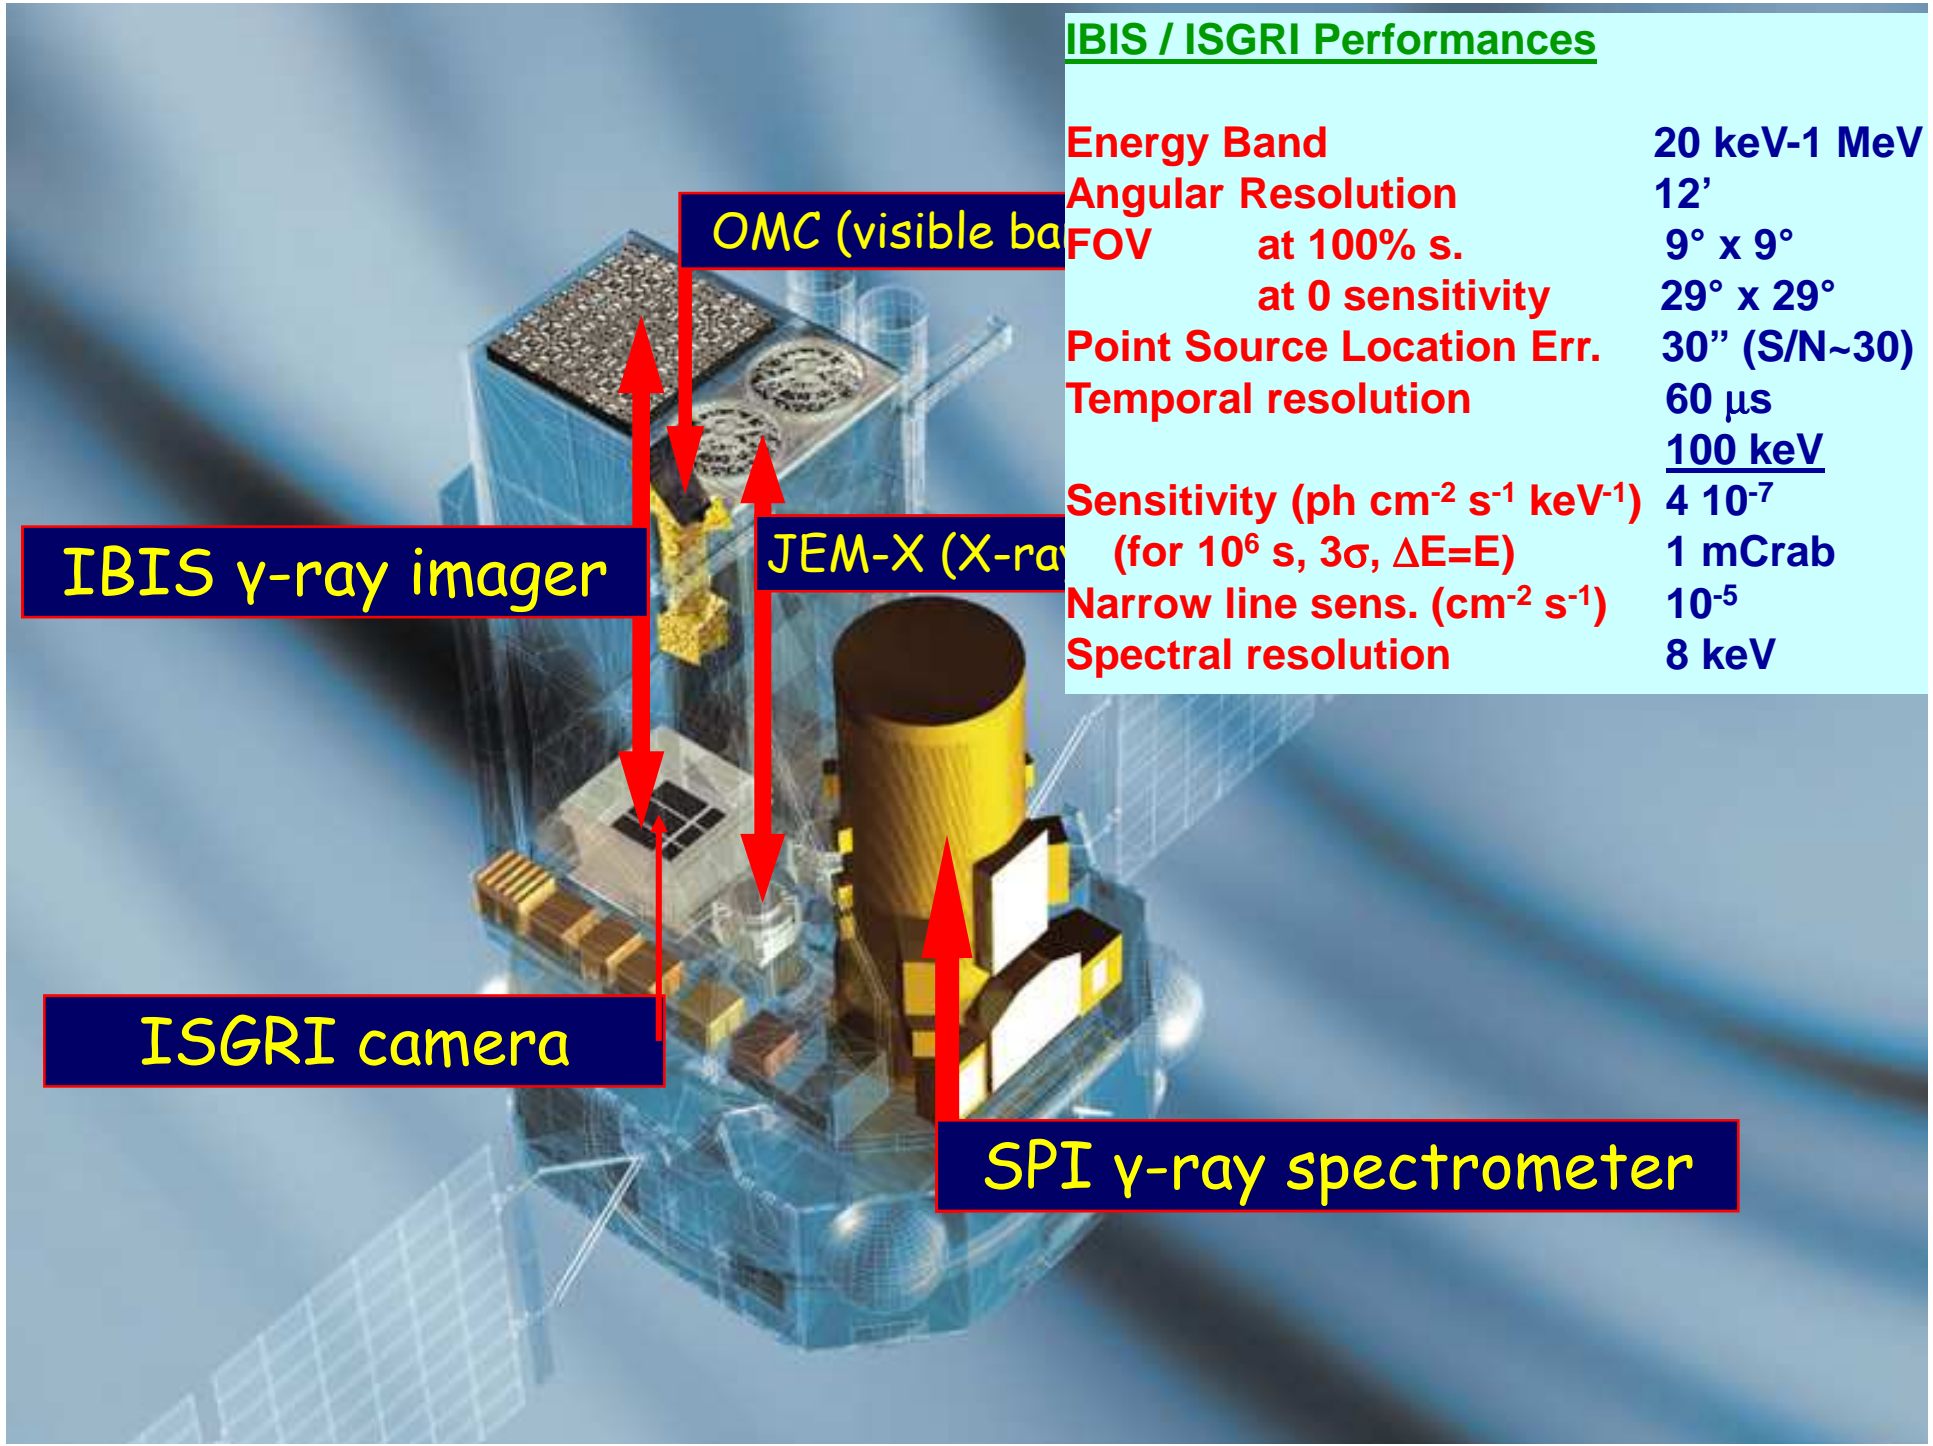 IBIS / ISGRI Performances
Energy Band 20 keV-1 MeV
Angular Resolution 12’
FOV at 100% s. 9° x 9°
at 0 sensitivity 29° x 29°
Point Source Location Err. 30” (S/N~30)
Temporal resolution 60 μs
100 keV
Sensitivity (ph cm⁻² s⁻¹ keV⁻¹) 4 10⁻⁷
(for 10⁶ s, 3σ, ΔE=E) 1 mCrab
Narrow line sens. (cm⁻² s⁻¹) 10⁻⁵
Spectral resolution 8 keV
OMC (visible
IBIS γ-ray imager
JEM-X
ISGRI camera
SPI γ-ray spectrometer